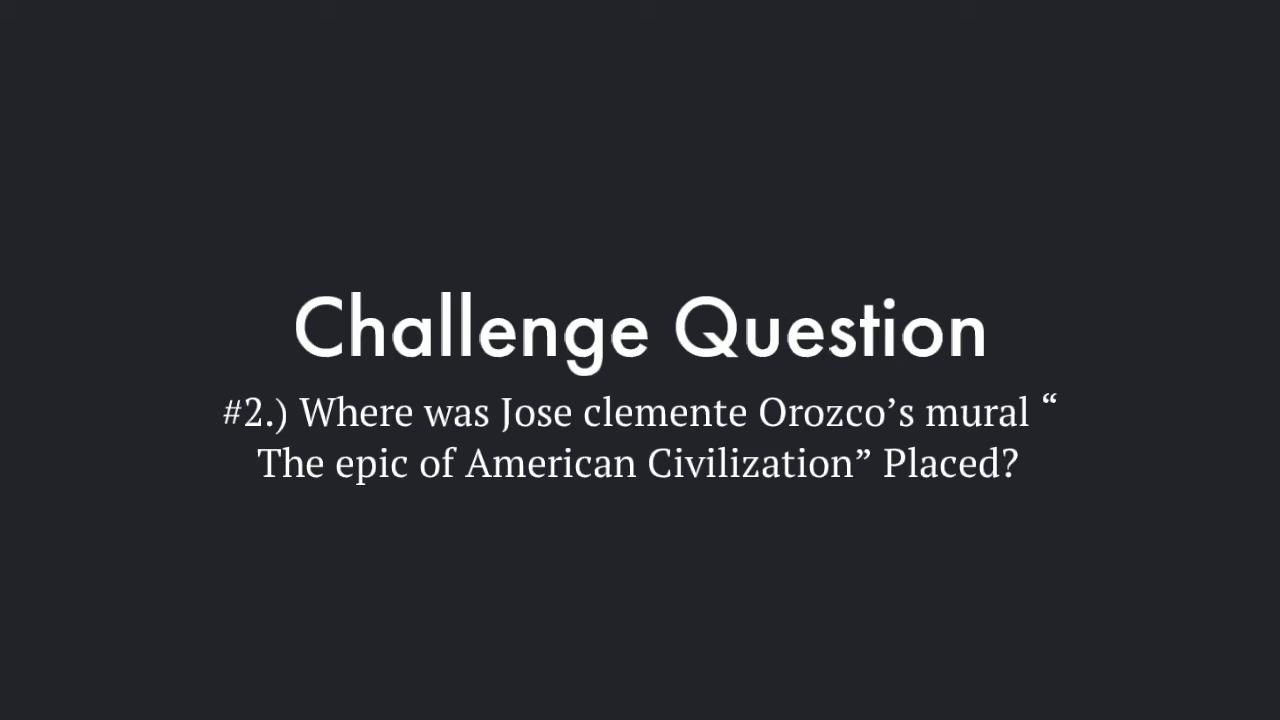 Challenge Question
#2.) Where was Jose clemente Orozco’s mural “
The epic of American Civilization” Placed?